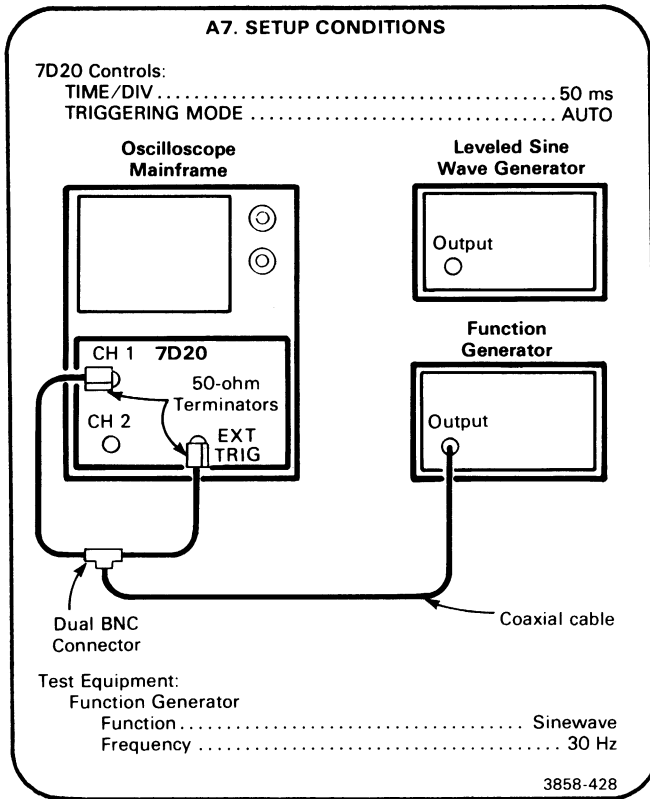 A7. SETUP CONDITIONS
7D20 Controls:
TIME/DIV........................................50 ms
TRIGGERING MODE ............................... AUTO
Oscilloscope
Mainframe
Leveled Sine
Wave Generator
Output
Function
Generator
CH 1 7D20
50-ohm
Terminators
CH 2
EXT
TRIG
Output
Dual BNC
Connector
Coaxial cable
Test Equipment:
Function Generator
Function................................... Sinewave
Frequency ..................................... 30 Hz
3858-428